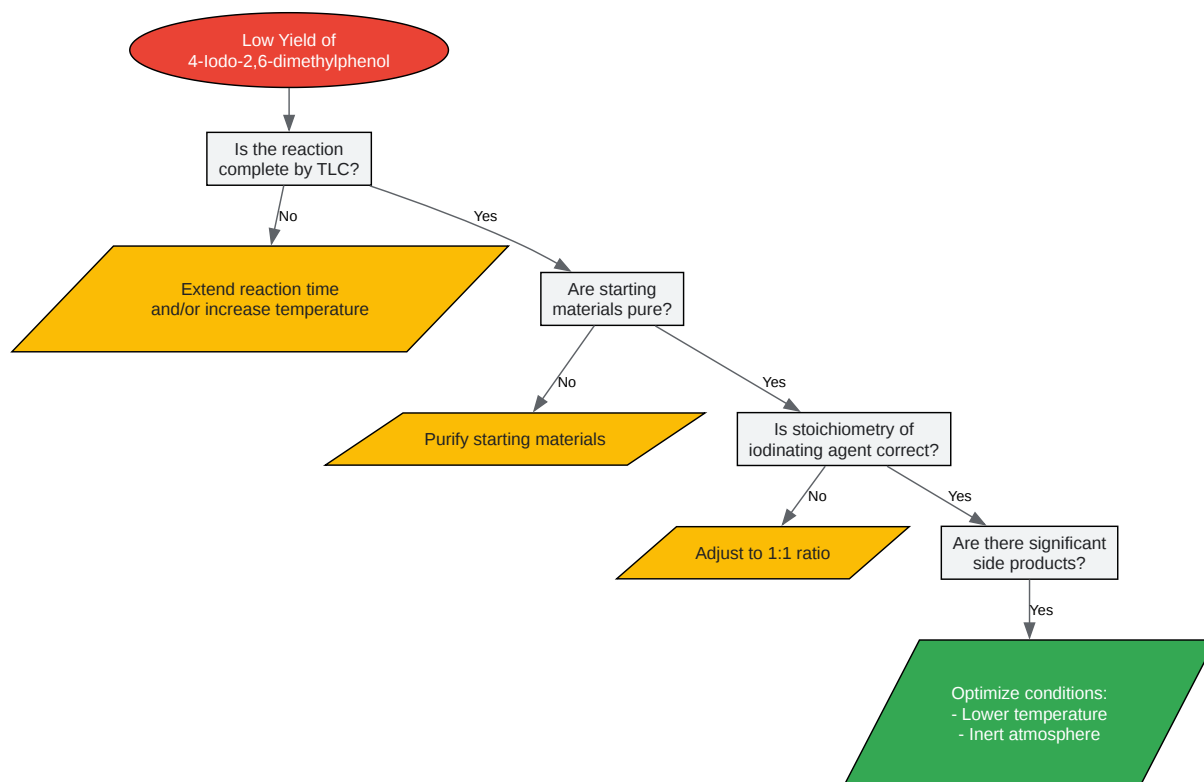 Low Yield of
4-Iodo-2,6-dimethylphenol
Is the reaction
complete by TLC?
No
Yes
Extend reaction time
and/or increase temperature
Are starting
materials pure?
No
Yes
Purify starting materials
Is stoichiometry of
iodinating agent correct?
No
Yes
Adjust to 1:1 ratio
Are there significant
side products?
Yes
Optimize conditions:
- Lower temperature
- Inert atmosphere